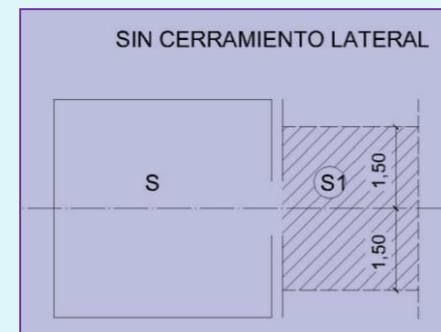 SIN CERRAMIENTO LATERAL
S
S1
1,50
1,50